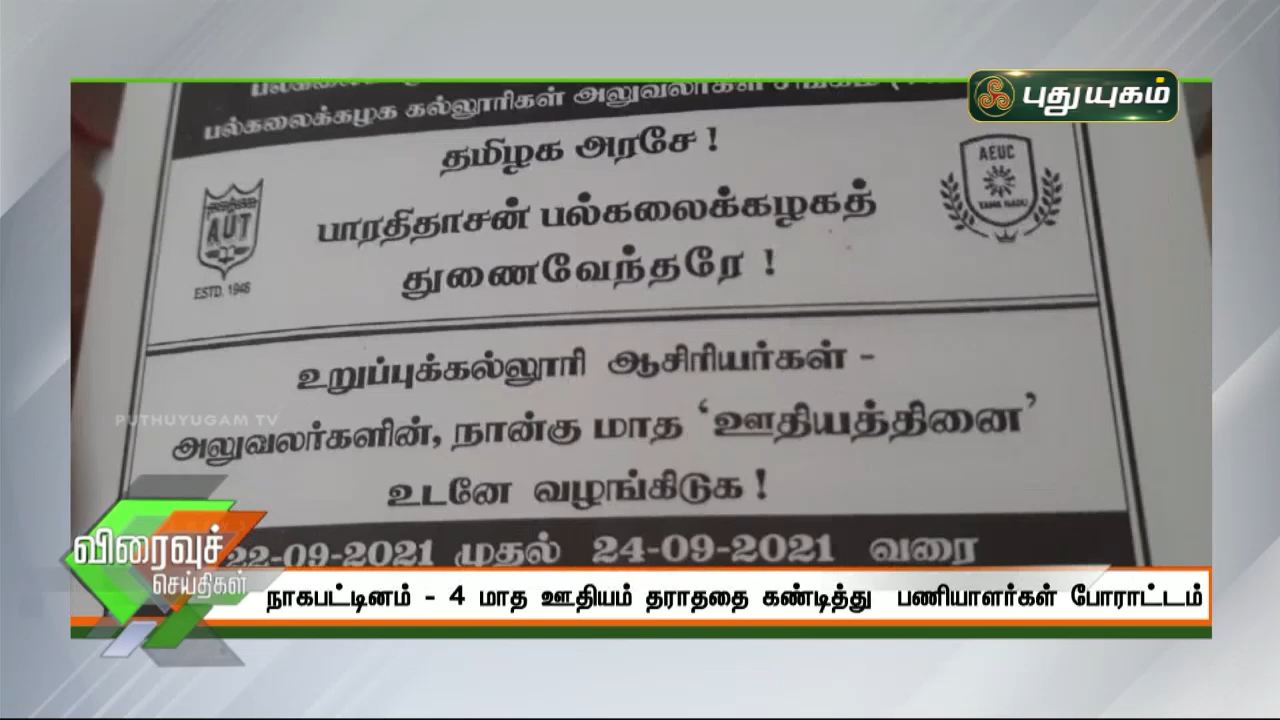 புதுயுகம்
பல்கலைக்கழக கல்லூரிகள் அலுவலர்கள்
தமிழக அரசே !
AUT
ESTD. 1946
AEUC
TAMIL NADU
பாரதிதாசன் பல்கலைக்கழகத்
துணைவேந்தரே !
உறுப்புக்கல்லூரி ஆசிரியர்கள் -
அலுவலர்களின், நான்கு மாத ‘ஊதியத்தினை’
உடனே வழங்கிடுக !
22-09-2021 முதல் 24-09-2021 வரை
PUTHUYUGAM TV
விரைவுச்
செய்திகள்
நாகபட்டினம் - 4 மாத ஊதியம் தராததை கண்டித்து பணியாளர்கள் போராட்டம்